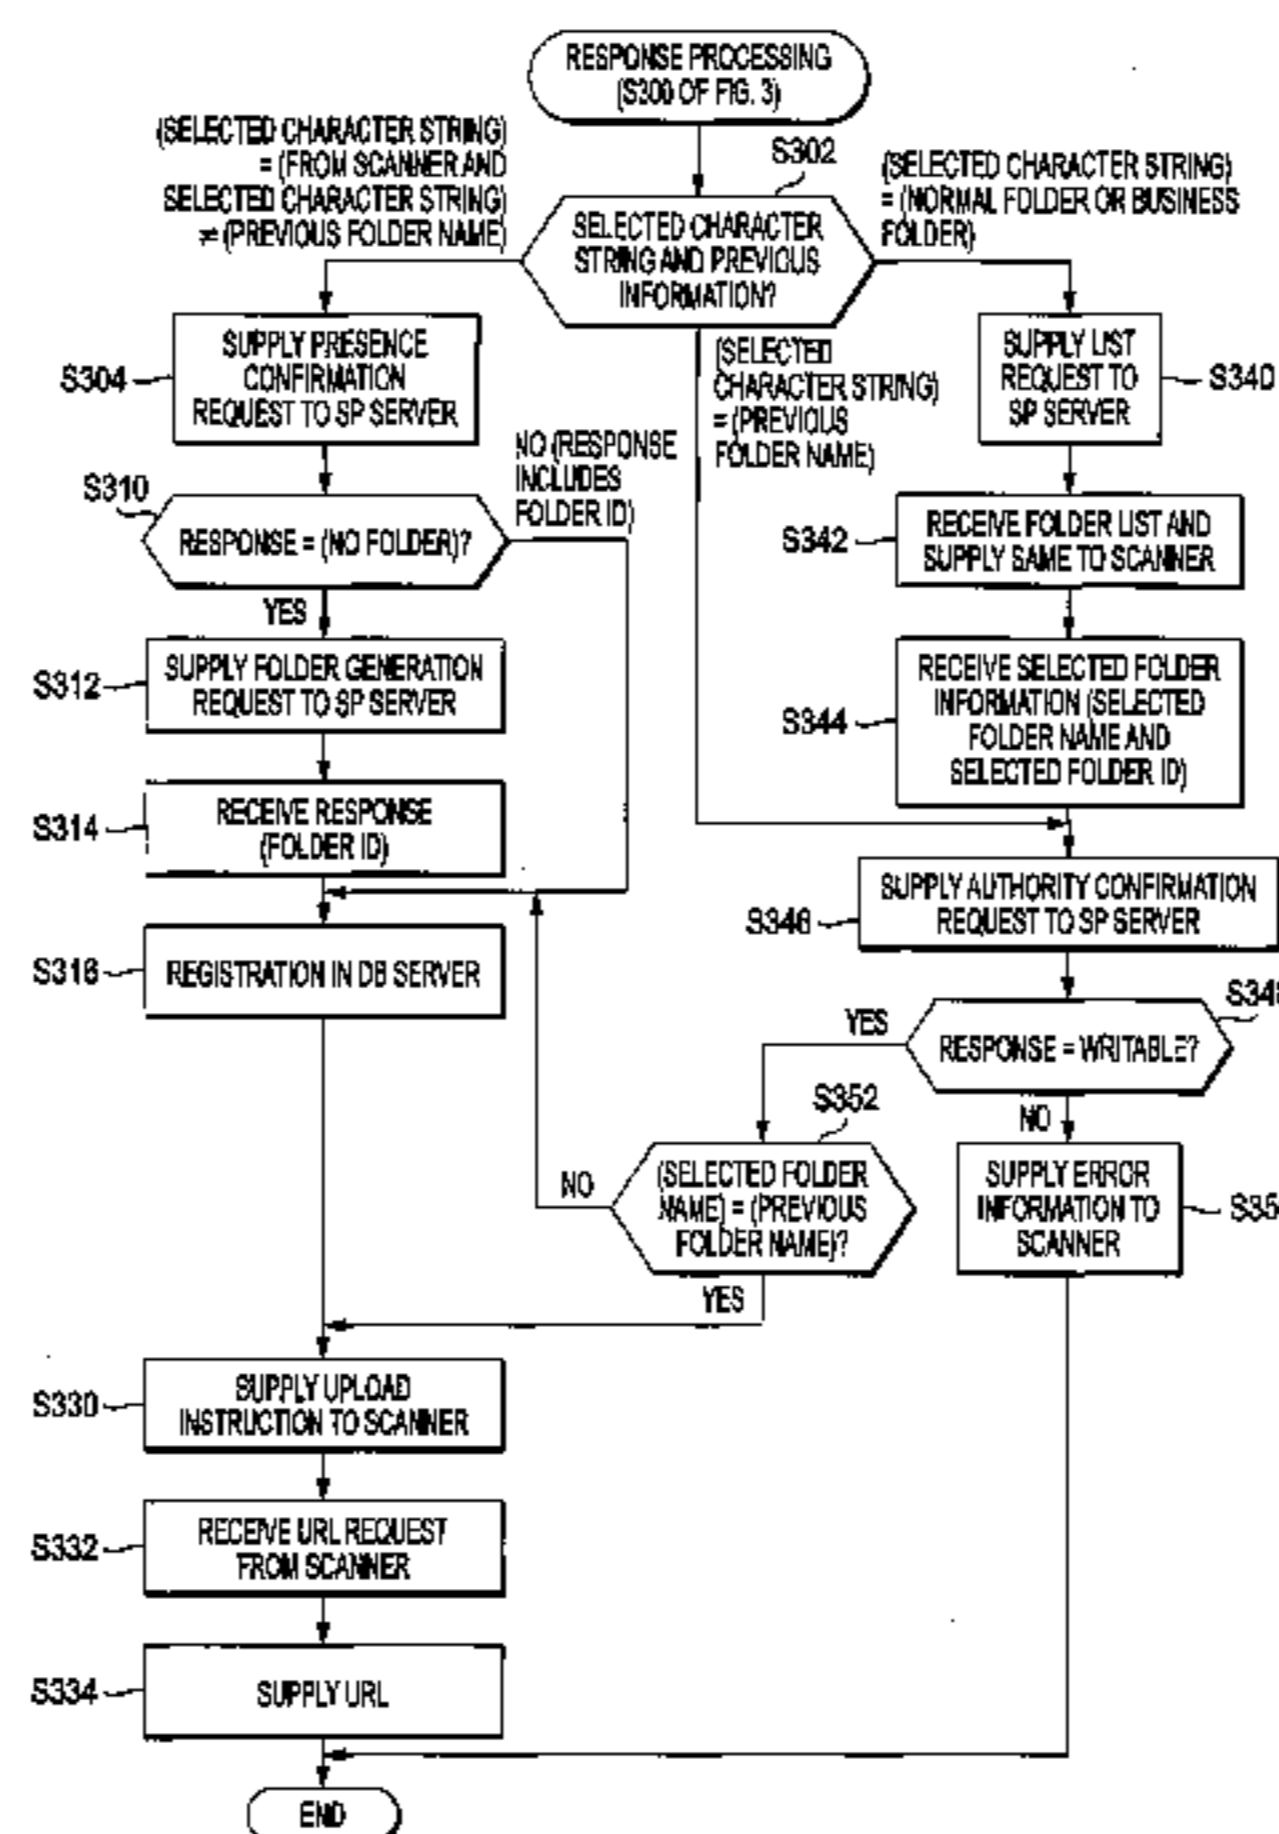 RESPONSE PROCESSING
(S300 OF FIG. 3)
(SELECTED CHARACTER STRING)
= (FROM SCANNER AND
SELECTED CHARACTER STRING)
≠ (PREVIOUS FOLDER NAME)
S302
(SELECTED CHARACTER STRING)
= (NORMAL FOLDER OR BUSINESS
FOLDER)
SELECTED CHARACTER
STRING AND PREVIOUS
INFORMATION?
S304
SUPPLY PRESENCE
CONFIRMATION
REQUEST TO SP SERVER
(SELECTED
CHARACTER STRING)
= (PREVIOUS
FOLDER NAME)
SUPPLY LIST
REQUEST TO
SP SERVER
S340
NO (RESPONSE
INCLUDES
FOLDER ID)
S310
RESPONSE = (NO FOLDER)?
YES
S342
RECEIVE FOLDER LIST AND
SUPPLY SAME TO SCANNER
S312
SUPPLY FOLDER GENERATION
REQUEST TO SP SERVER
S344
RECEIVE SELECTED FOLDER
INFORMATION (SELECTED
FOLDER NAME AND
SELECTED FOLDER ID)
S314
RECEIVE RESPONSE
(FOLDER ID)
S346
SUPPLY AUTHORITY CONFIRMATION
REQUEST TO SP SERVER
S316
REGISTRATION IN DB SERVER
S348
RESPONSE = WRITABLE?
YES
NO
S352
(SELECTED FOLDER
NAME) = (PREVIOUS
FOLDER NAME)?
NO
YES
SUPPLY ERROR
INFORMATION TO
SCANNER
S35
S330
SUPPLY UPLOAD
INSTRUCTION TO SCANNER
S332
RECEIVE URL REQUEST
FROM SCANNER
S334
SUPPLY URL
END